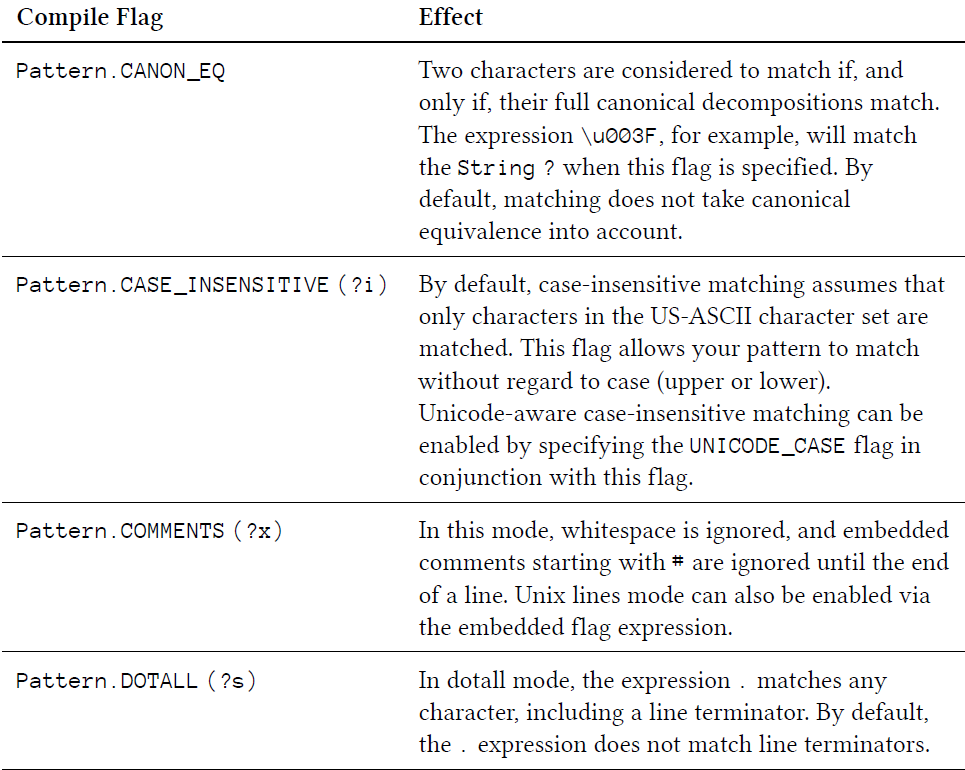 Compile Flag Effect
Pattern.CANON_EQ Two characters are considered to match if, and
only if, their full canonical decompositions match.
The expression \u003F, for example, will match
the String ? when this flag is specified. By
default, matching does not take canonical
equivalence into account.
Pattern.CASE_INSENSITIVE (?i) By default, case-insensitive matching assumes that
only characters in the US-ASCII character set are
matched. This flag allows your pattern to match
without regard to case (upper or lower).
Unicode-aware case-insensitive matching can be
enabled by specifying the UNICODE_CASE flag in
conjunction with this flag.
Pattern.COMMENTS (?x) In this mode, whitespace is ignored, and embedded
comments starting with # are ignored until the end
of a line. Unix lines mode can also be enabled via
the embedded flag expression.
Pattern.DOTALL (?s) In dotall mode, the expression . matches any
character, including a line terminator. By default,
the . expression does not match line terminators.